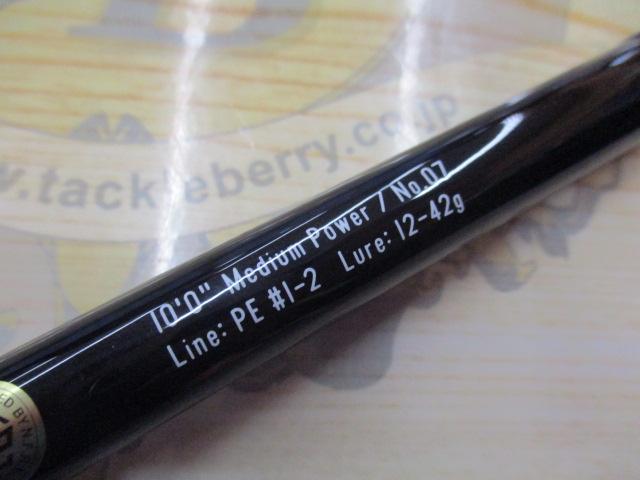 www.tackleberry.co.jp
10'0" Medium Power / No.07
Line: PE #1-2 Lure: 12-42g